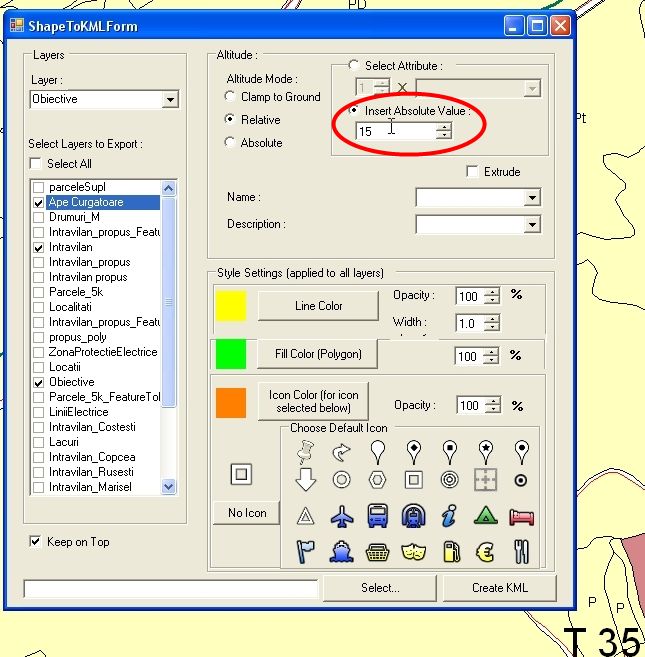 PD
ShapeToKMLForm
Layers
Layer :
Obiective
Select Layers to Export :
Select All
parceleSupl
Ape Curgatoare
Drumuri_M
Intravilan_propus_Featu
Intravilan
Intravilan_propus
Intravilan propus
Parcele_5k
Localitati
Intravilan_propus_Featu
propus_poly
ZonaProtectieElectrice
Locatii
Obiective
Parcele_5k_FeatureTol
LiniiElectrice
Intravilan_Costesti
Lacuri
Intravilan_Copcea
Intravilan_Rusesti
Intravilan_Marisel
Keep on Top
Altitude :
Altitude Mode :
Clamp to Ground
Relative
Absolute
Select Attribute :
1 X
Insert Absolute Value :
15
Extrude
Name :
Description :
Style Settings (applied to all layers)
Line Color
Opacity : 100 %
Width : 1.0
Fill Color (Polygon)
100 %
Icon Color (for icon
selected below)
Opacity : 100 %
Choose Default Icon
No Icon
Select...
Create KML
Pt
P
P
T 35